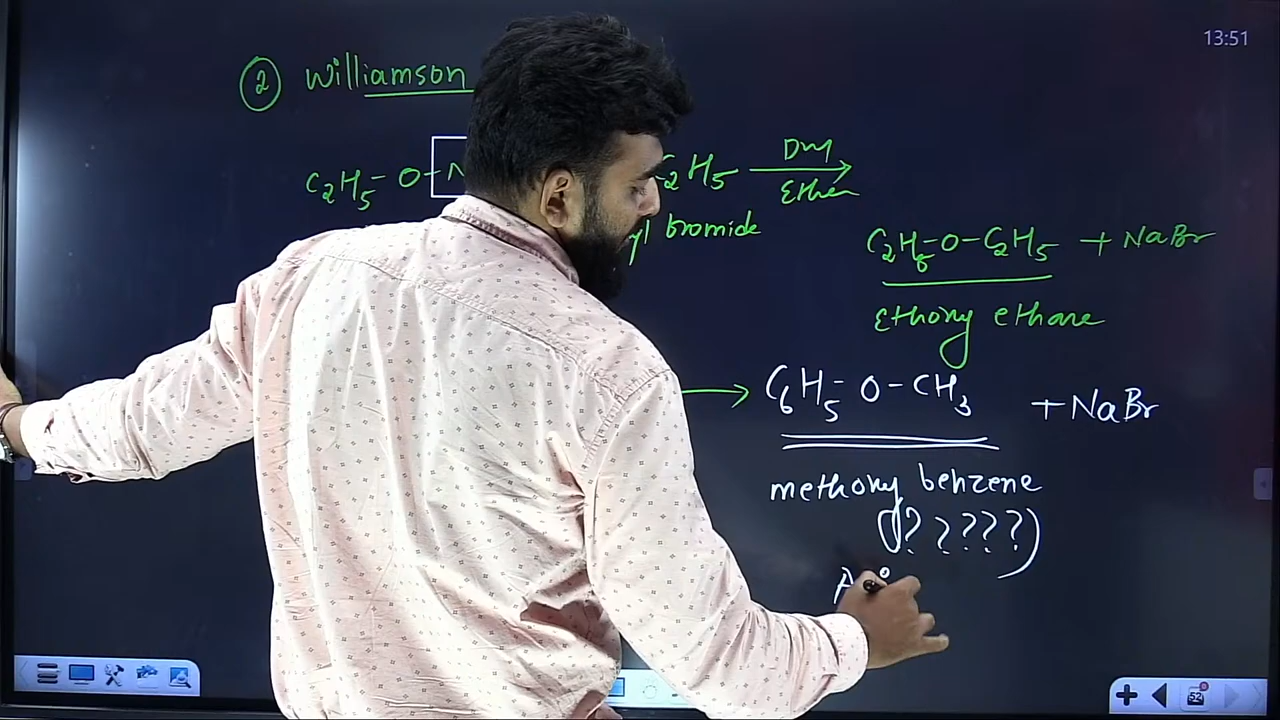 13:51
② Williamson
C₂H₅-O-N 2H₅ → Dry Ether
yl bromide
C₂H₅-O-C₂H₅ + NaBr
Ethoxy ethane
→ C₆H₅-O-CH₃ + NaBr
methoxy benzene
(?????)
52